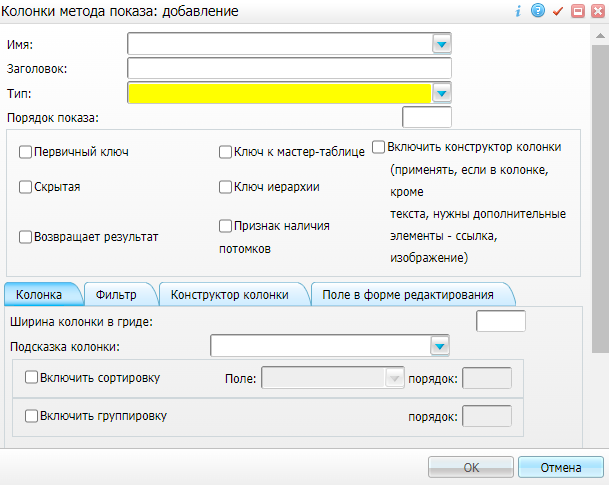 Колонки метода показа: добавление
Имя:
Заголовок:
Тип:
Порядок показа:
Первичный ключ
Ключ к мастер-таблице
Включить конструктор колонки
(применять, если в колонке,
кроме
текста, нужны дополнительные
элементы - ссылка,
изображение)
Скрытая
Ключ иерархии
Возвращает результат
Признак наличия
потомков
Колонка Фильтр Конструктор колонки Поле в форме редактирования
Ширина колонки в гриде:
Подсказка колонки:
Включить сортировку Поле: порядок:
Включить группировку порядок:
ОК Отмена